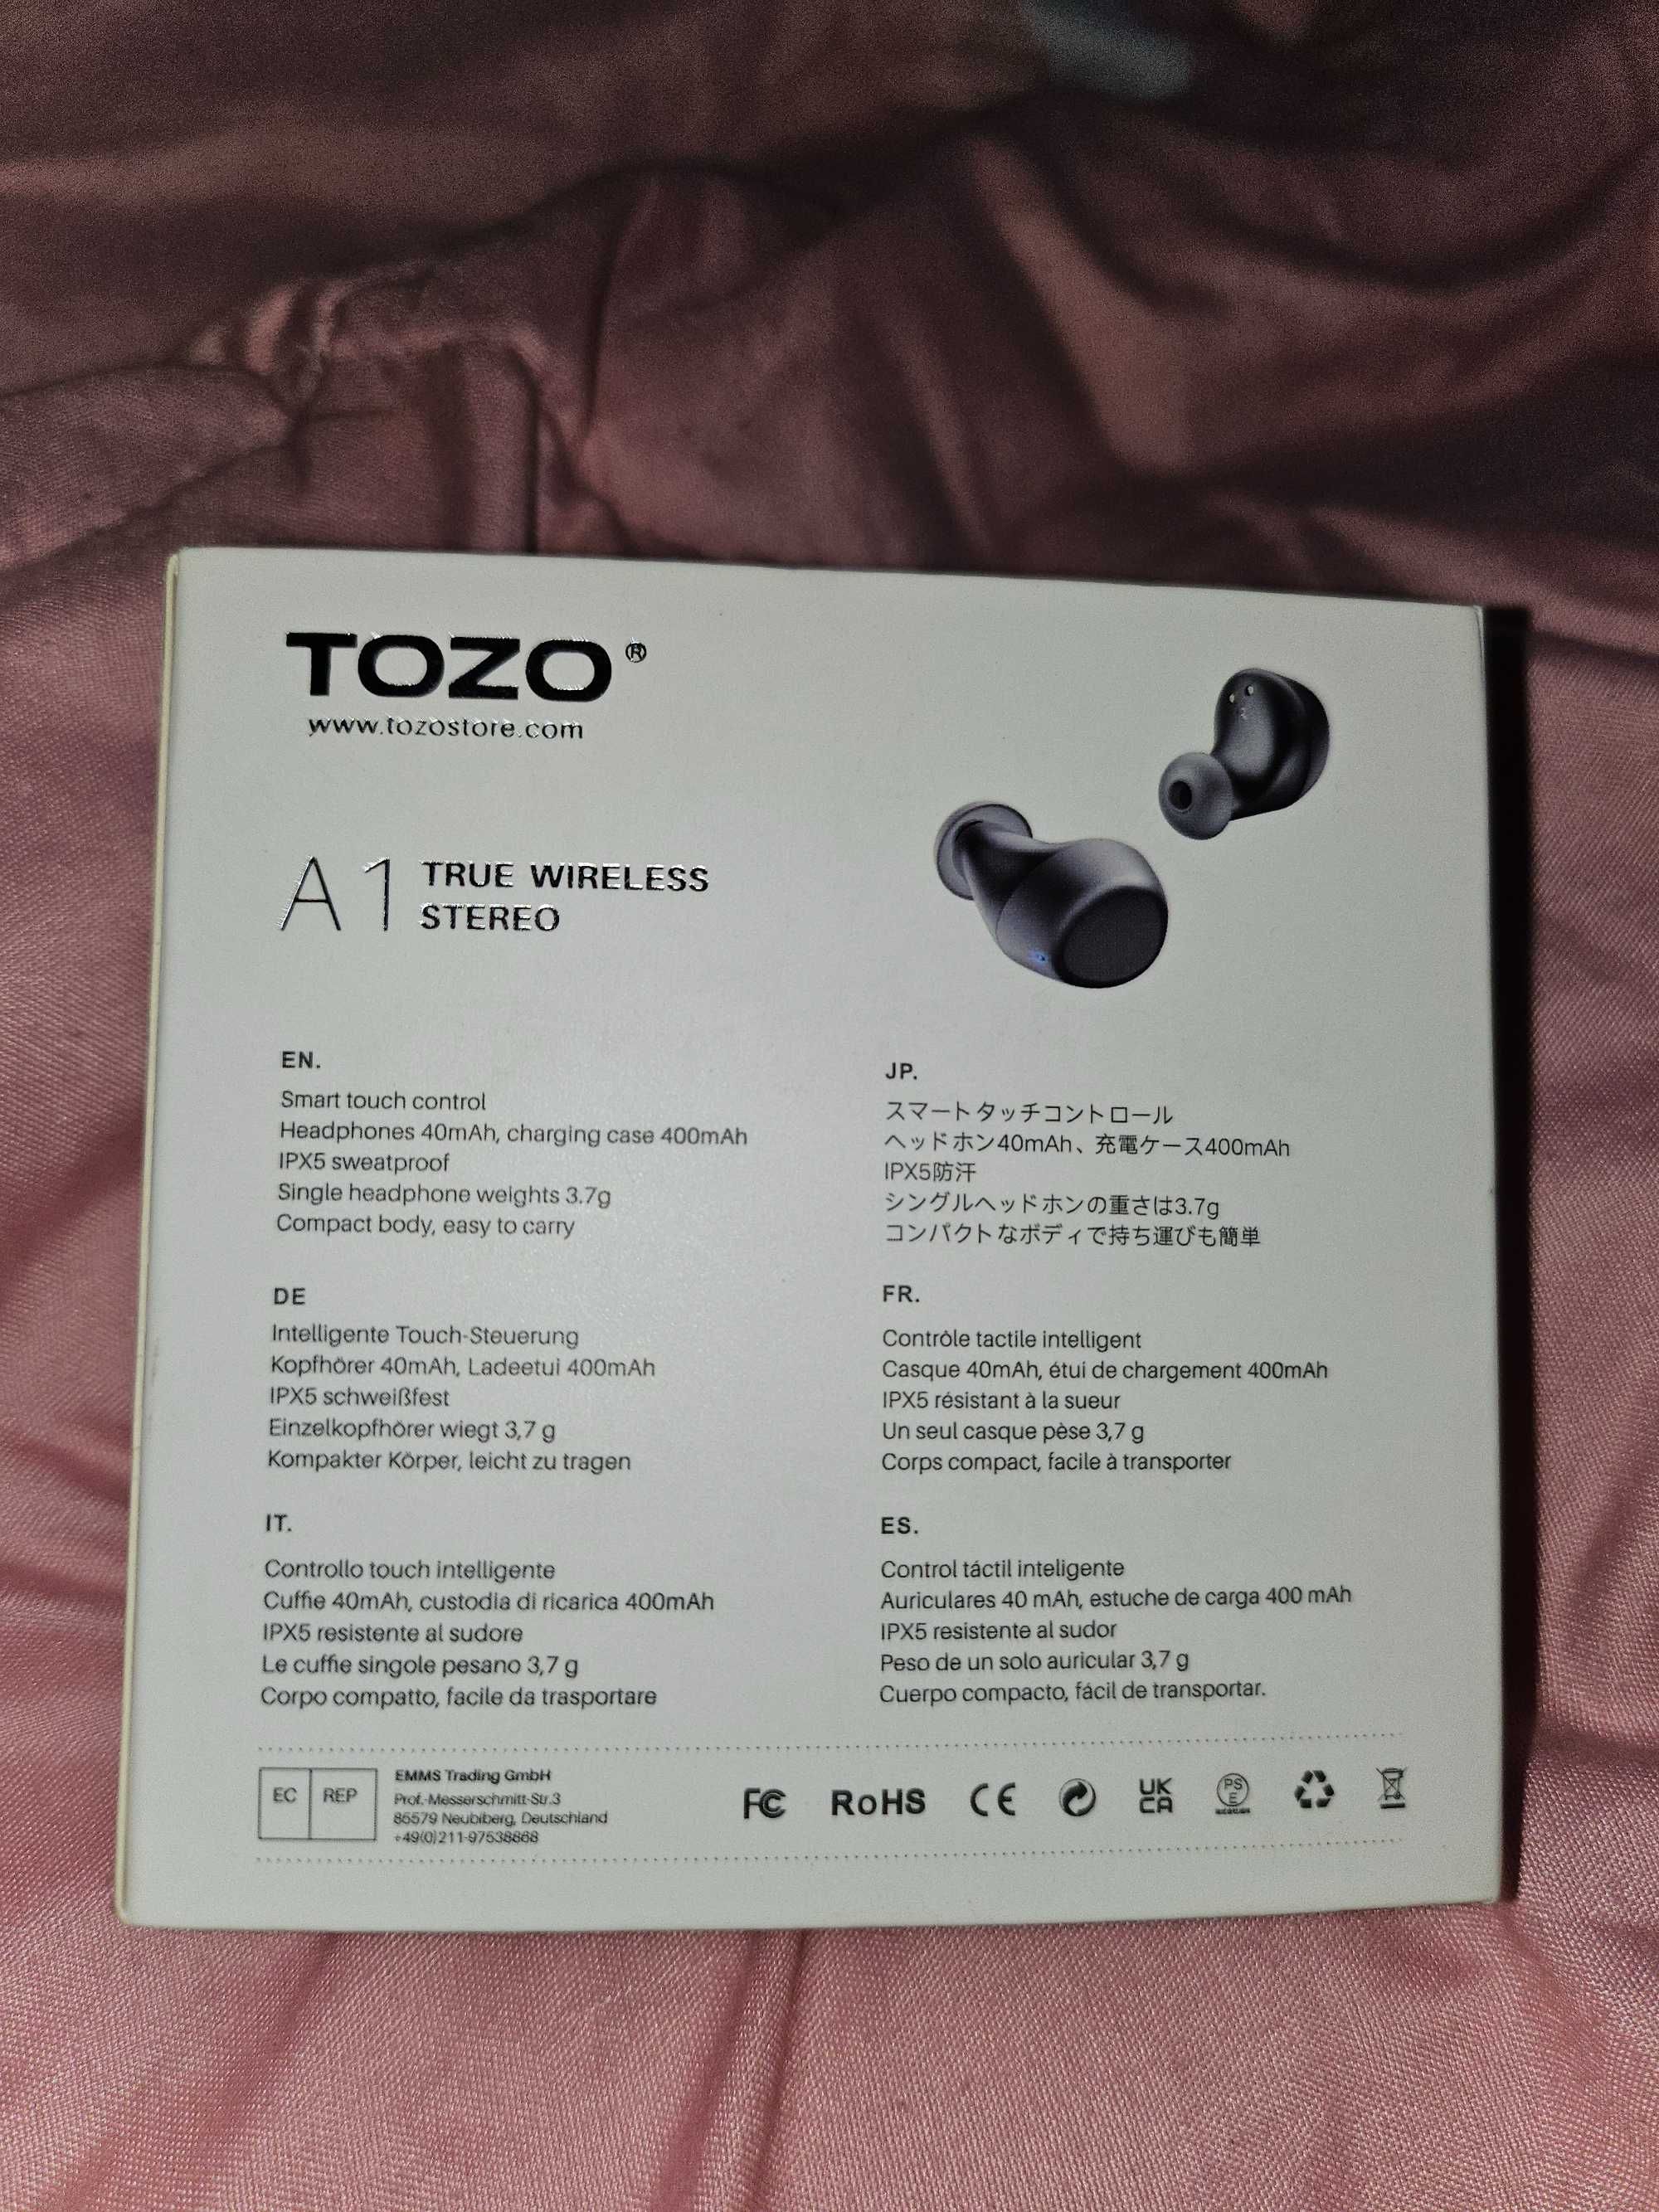 TOZO®
www.tozostore.com
A1 TRUE WIRELESS
STEREO
EN.
Smart touch control
Headphones 40mAh, charging case 400mAh
IPX5 sweatproof
Single headphone weights 3.7g
Compact body, easy to carry
JP.
スマートタッチコントロール
ヘッドホン40mAh、充電ケース400mAh
IPX5防汗
シングルヘッドホンの重さは3.7g
コンパクトなボディで持ち運びも簡単
DE
Intelligente Touch-Steuerung
Kopfhörer 40mAh, Ladeetui 400mAh
IPX5 schweißfest
Einzelkopfhörer wiegt 3,7 g
Kompakter Körper, leicht zu tragen
FR.
Contrôle tactile intelligent
Casque 40mAh, étui de chargement 400mAh
IPX5 résistant à la sueur
Un seul casque pèse 3,7 g
Corps compact, facile à transporter
IT.
Controllo touch intelligente
Cuffie 40mAh, custodia di ricarica 400mAh
IPX5 resistente al sudore
Le cuffie singole pesano 3,7 g
Corpo compatto, facile da trasportare
ES.
Control táctil inteligente
Auriculares 40 mAh, estuche de carga 400 mAh
IPX5 resistente al sudor
Peso de un solo auricular 3,7 g
Cuerpo compacto, fácil de transportar.
EC REP
EMMS Trading GmbH
Prof.-Messerschmitt-Str.3
85579 Neubiberg, Deutschland
+49(0)211-97538868
FC RoHS CE UK
CA PS
E